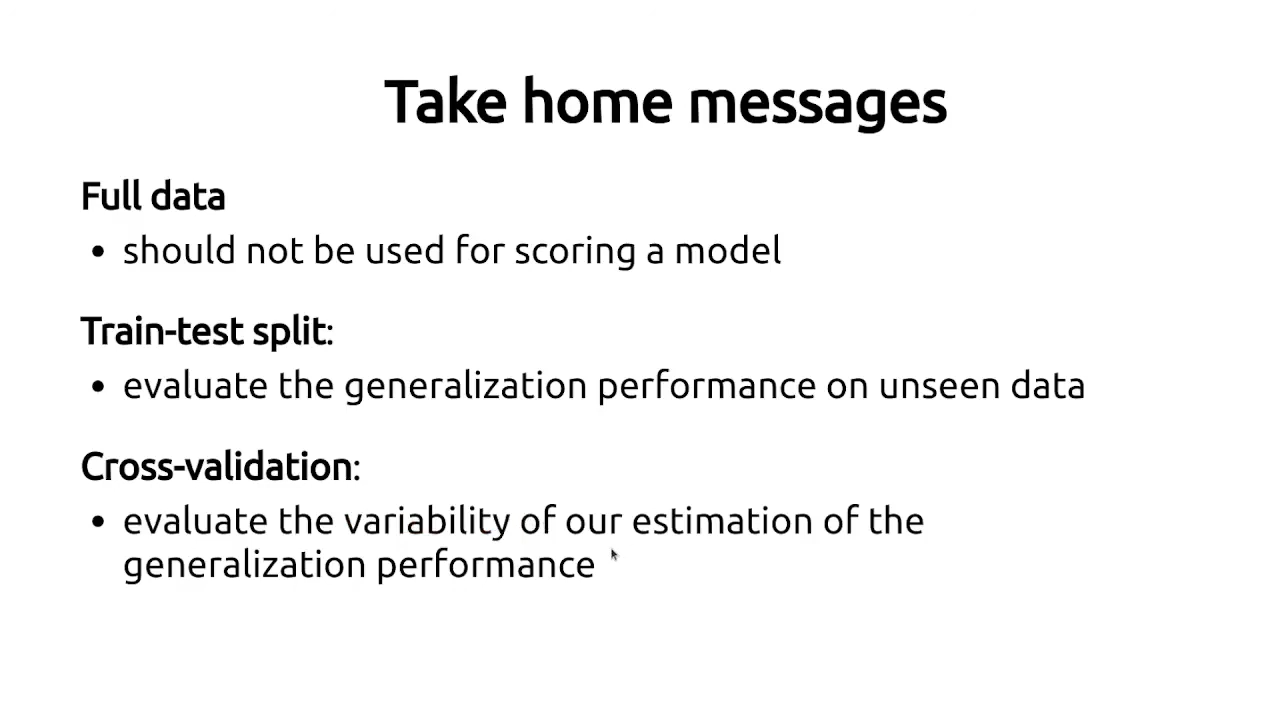 Take home messages
Full data
• should not be used for scoring a model
Train-test split:
• evaluate the generalization performance on unseen data
Cross-validation:
• evaluate the variability of our estimation of the
generalization performance